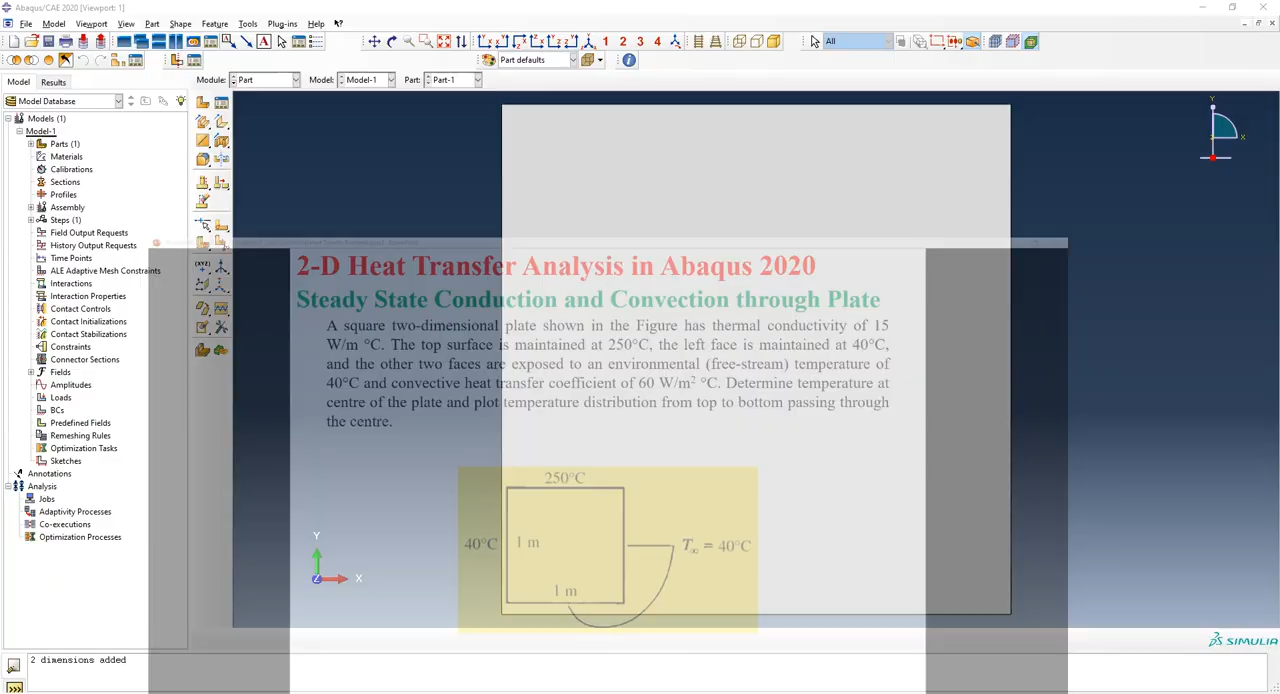 Abaqus/CAE 2020 [Viewport: 1]
File Model Viewport View Part Shape Feature Tools Plug-ins Help
All
1 2 3 4
Part defaults
Model Results
Module: Part Model: Model-1 Part: Part-1
Model Database
Models (1)
Model-1
Parts (1)
Materials
Calibrations
Sections
Profiles
Assembly
Steps (1)
Field Output Requests
History Output Requests
Time Points
ALE Adaptive Mesh Constraints
Interactions
Interaction Properties
Contact Controls
Contact Initializations
Contact Stabilizations
Constraints
Connector Sections
Fields
Amplitudes
Loads
BCs
Predefined Fields
Remeshing Rules
Optimization Tasks
Sketches
Annotations
Analysis
Jobs
Adaptivity Processes
Co-executions
Optimization Processes
Y
X
2-D Heat Transfer Analysis in Abaqus 2020
Steady State Conduction and Convection through Plate
A square two-dimensional plate shown in the Figure has thermal conductivity of 15
W/m °C. The top surface is maintained at 250°C, the left face is maintained at 40°C,
and the other two faces are exposed to an environmental (free-stream) temperature of
40°C and convective heat transfer coefficient of 60 W/m² °C. Determine temperature at
centre of the plate and plot temperature distribution from top to bottom passing through
the centre.
250°C
40°C 1 m T∞ = 40°C
1 m
Y
X
Z
SIMULIA
2 dimensions added